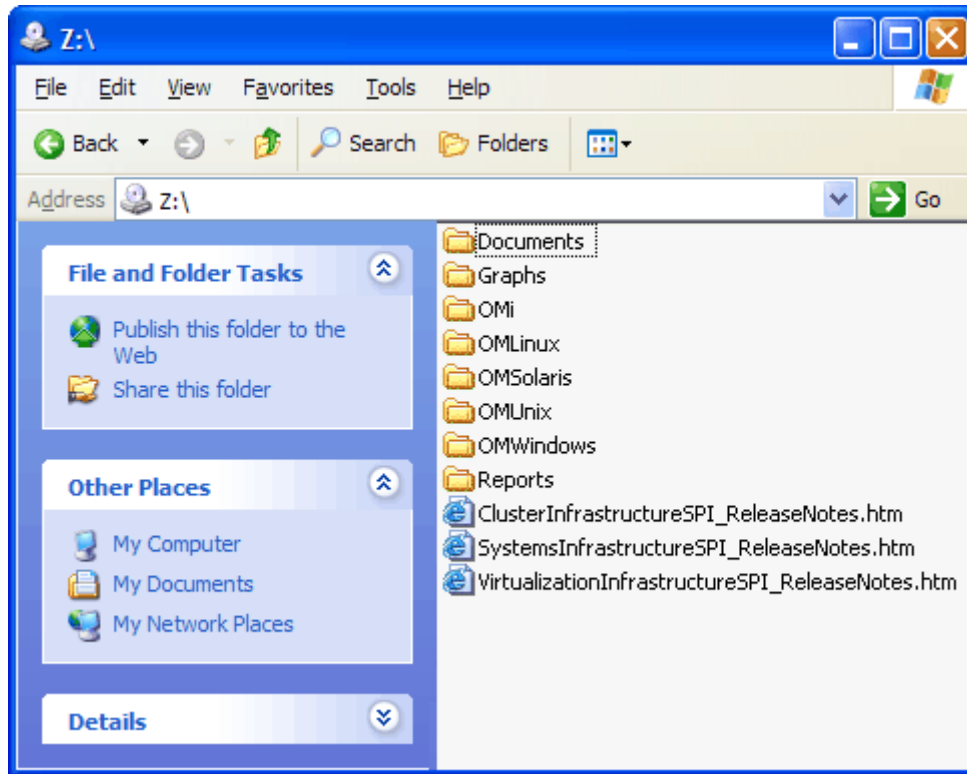 Z:\
File Edit View Favorites Tools Help
Back Search Folders
Address Z:\ Go
File and Folder Tasks
Publish this folder to the
Web
Share this folder
Other Places
My Computer
My Documents
My Network Places
Details
Documents
Graphs
OMi
OMLinux
OMSolaris
OMUnix
OMWindows
Reports
ClusterInfrastructureSPI_ReleaseNotes.htm
SystemsInfrastructureSPI_ReleaseNotes.htm
VirtualizationInfrastructureSPI_ReleaseNotes.htm